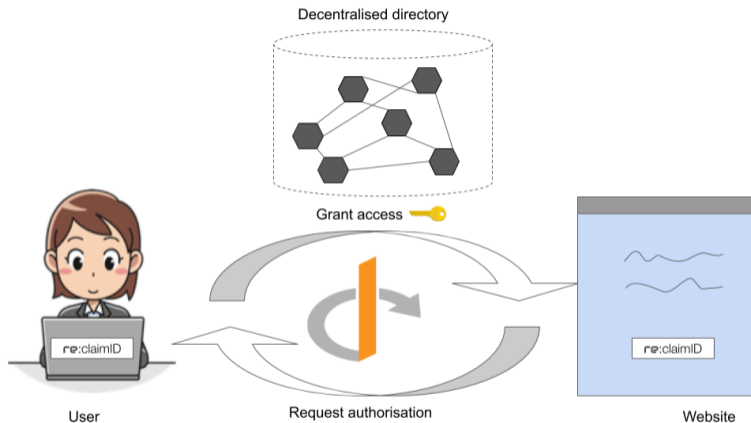 Decentralised directory
Grant access
re:claimID
re:claimID
User
Request authorisation
Website